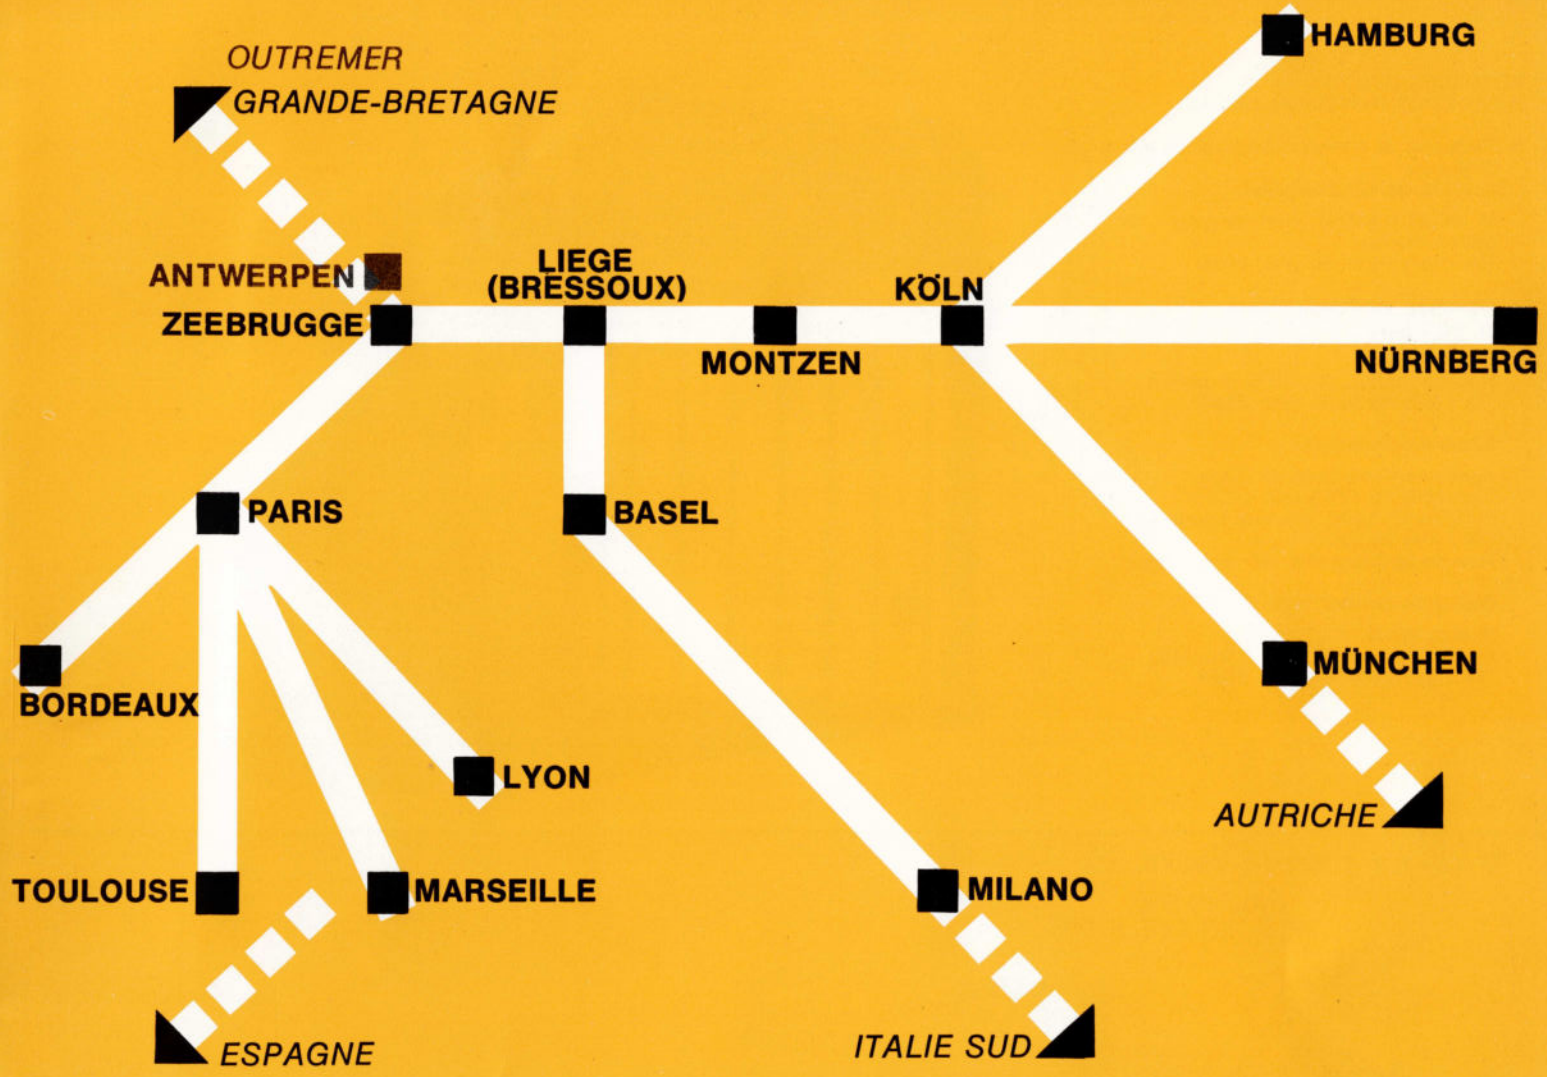 OUTREMER
GRANDE-BRETAGNE
HAMBURG
ANTWERPEN
ZEEBRUGGE
LIEGE
(BRESSOUX)
KÖLN
MONTZEN
NÜRNBERG
PARIS
BASEL
BORDEAUX
MÜNCHEN
LYON
AUTRICHE
TOULOUSE
MARSEILLE
MILANO
ESPAGNE
ITALIE SUD